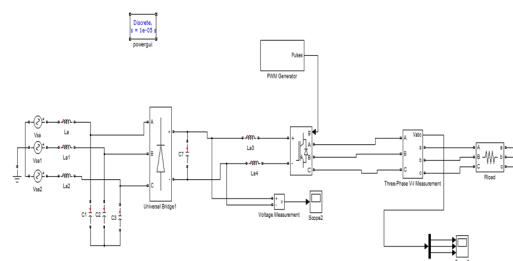 Discrete,
s = 1e-05 s
powergui
Pulses
PWM Generator
Vsa
La
Vsa1
La1
Vsa2
La2
C1
C2
C3
A
B
C
+
-
Universal Bridge1
La3
La4
g
+
-
A
B
C
Voltage Measurement
+
-
v
Scope2
Vabc
A
B
C
a
b
c
Three-Phase V-I Measurement
A
B
C
Rload